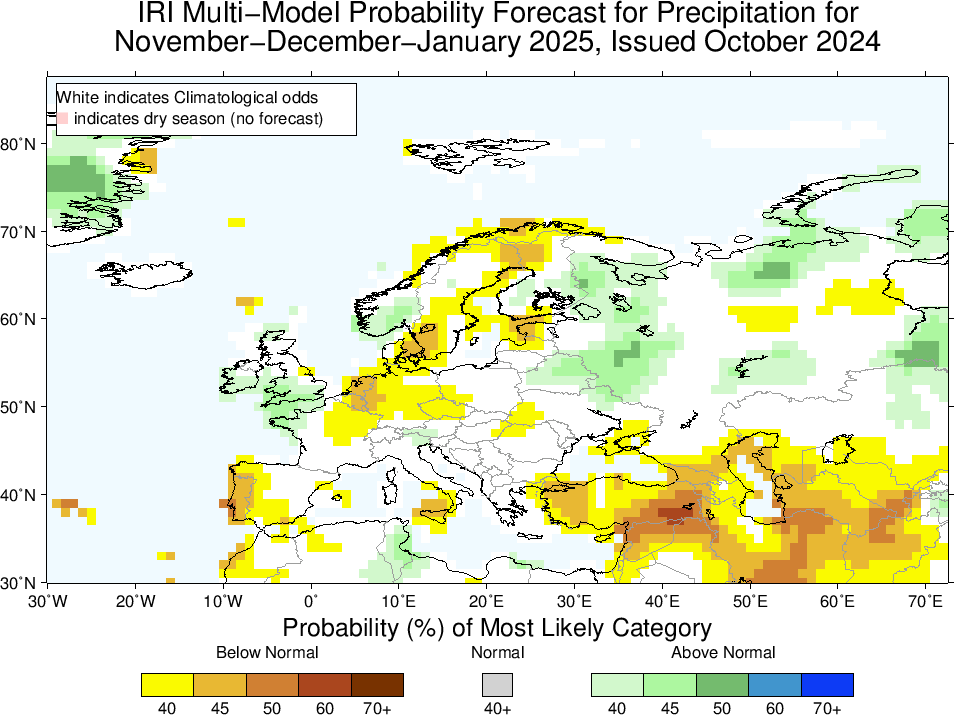 IRI Multi−Model Probability Forecast for Precipitation for
November−December−January 2025, Issued October 2024
White indicates Climatological odds
indicates dry season (no forecast)
80˚N
70˚N
60˚N
50˚N
40˚N
30˚N
30˚W 20˚W 10˚W 0˚ 10˚E 20˚E 30˚E 40˚E 50˚E 60˚E 70˚E
Probability (%) of Most Likely Category
Below Normal Normal Above Normal
40 45 50 60 70+ 40+ 40 45 50 60 70+